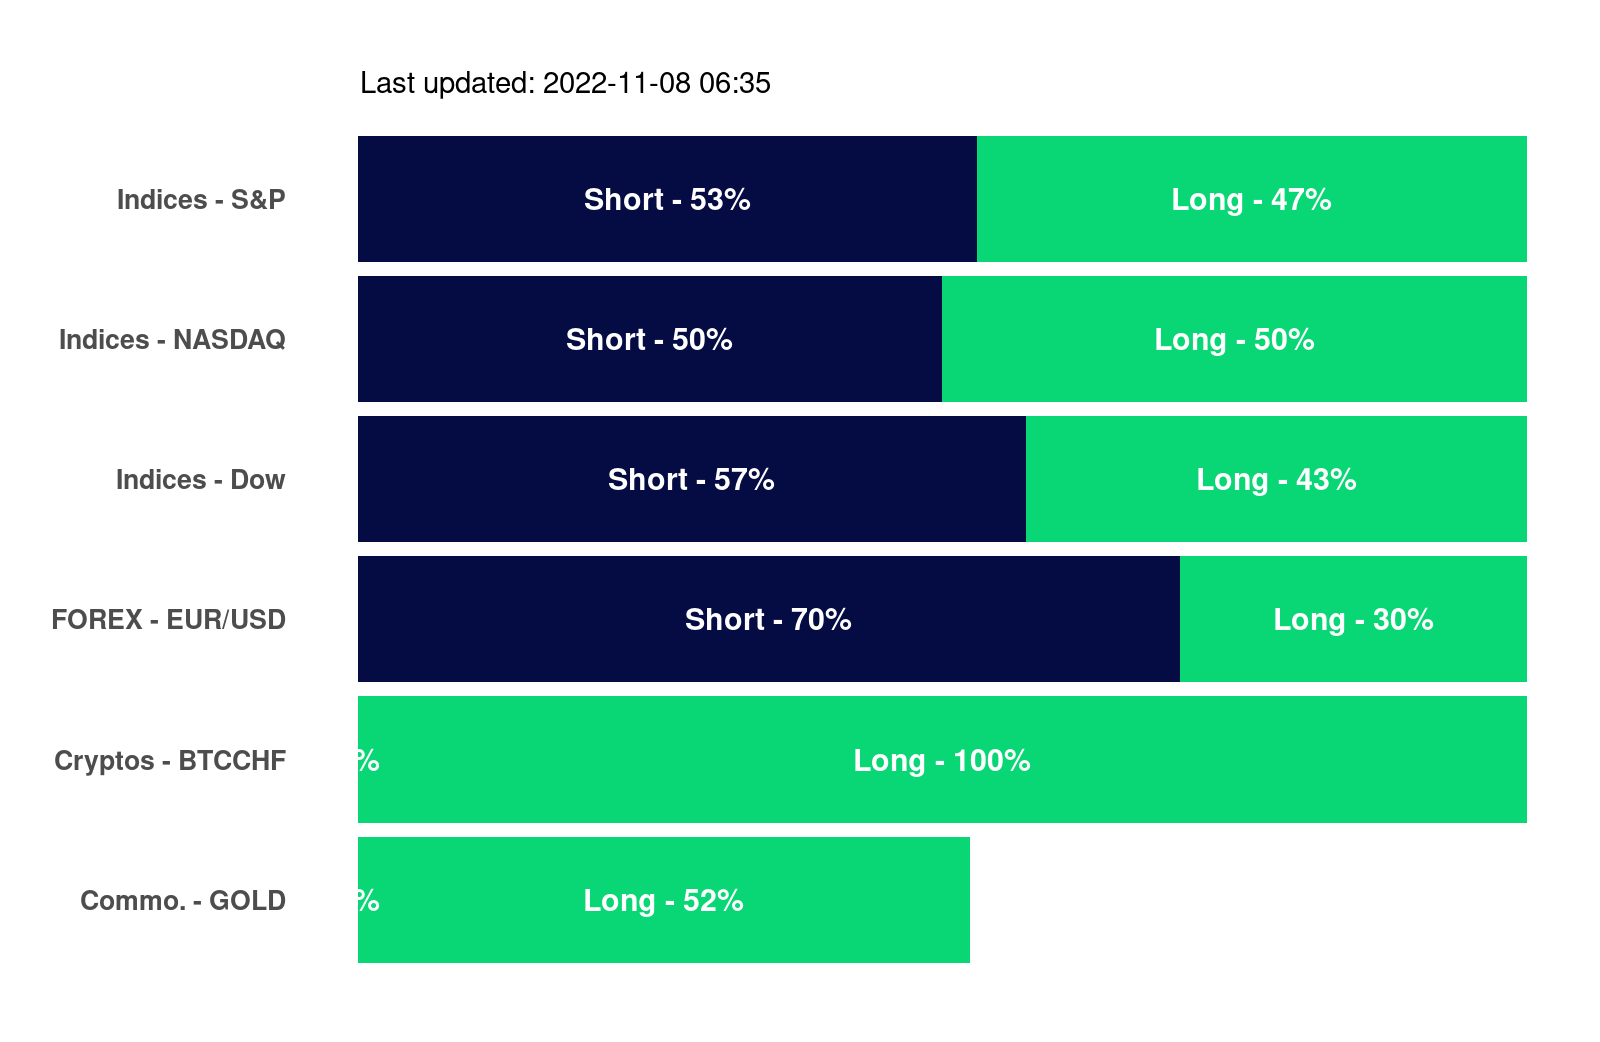 Last updated: 2022-11-08 06:35
Indices - S&P Short - 53% Long - 47%
Indices - NASDAQ Short - 50% Long - 50%
Indices - Dow Short - 57% Long - 43%
FOREX - EUR/USD Short - 70% Long - 30%
Cryptos - BTCCHF % Long - 100%
Commo. - GOLD % Long - 52%